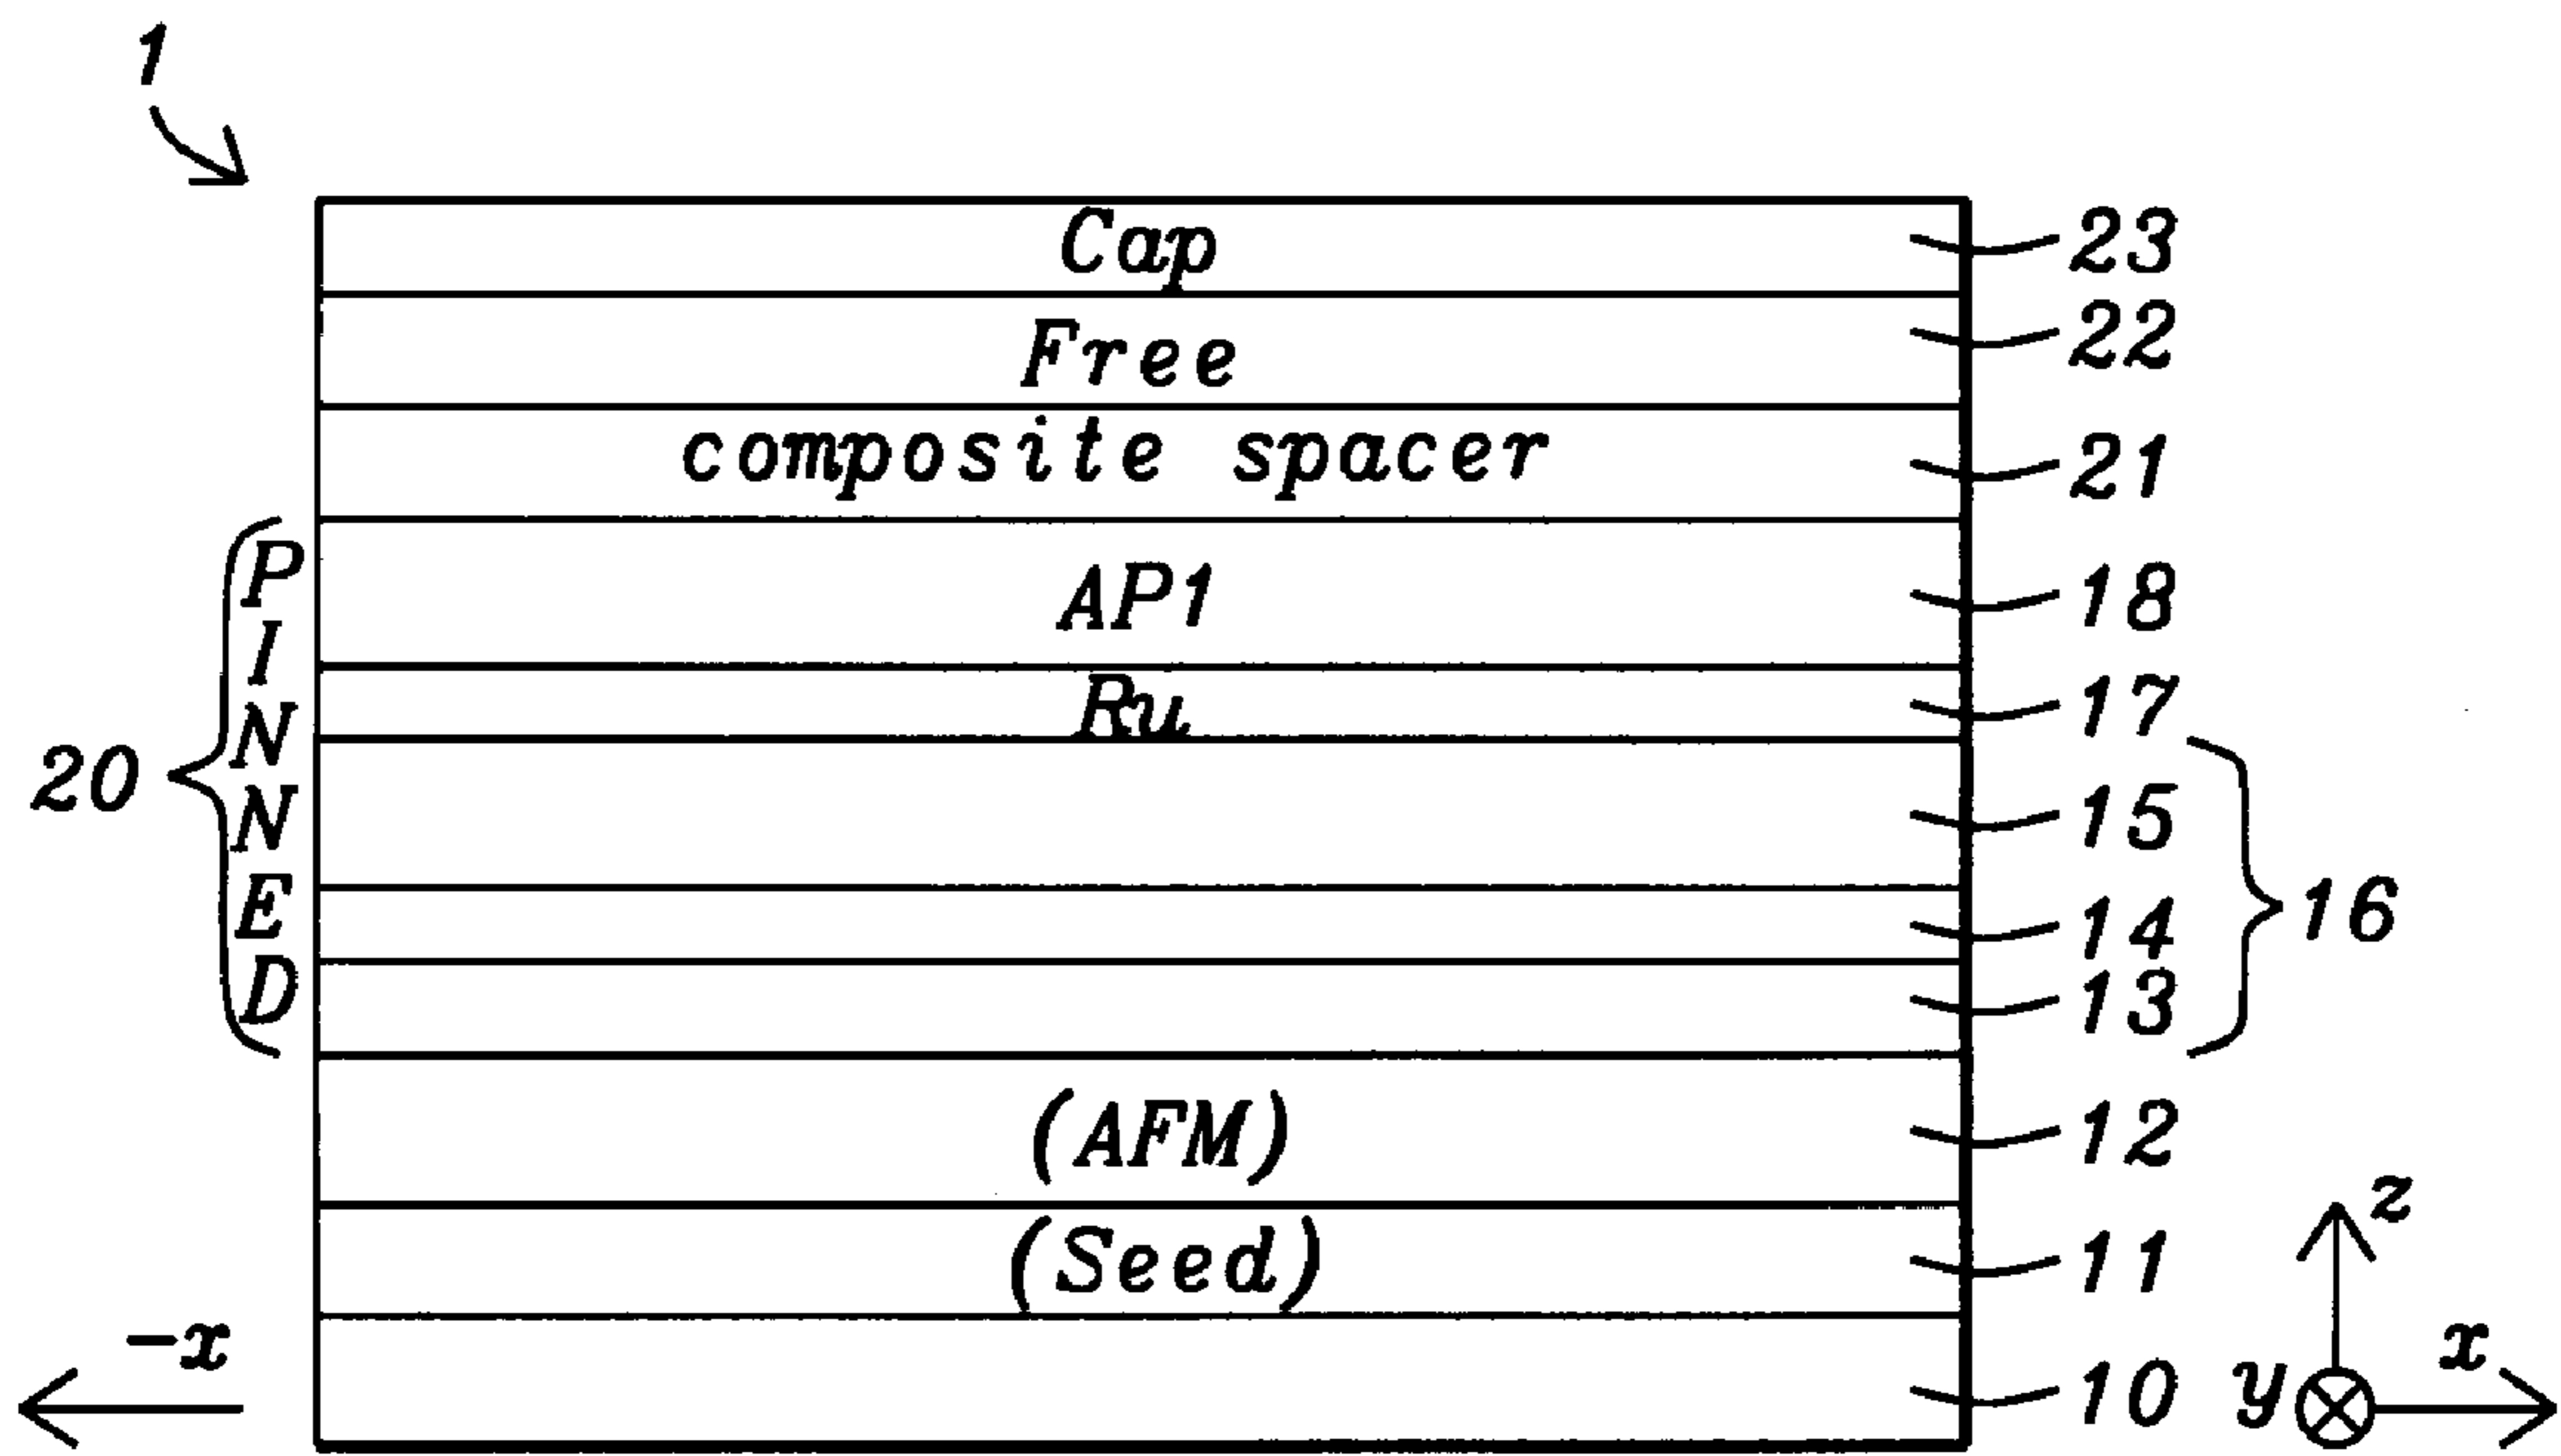 1
Cap 23
Free 22
composite spacer 21
AP1 18
Ru 17
15
14
13
16
PINNED
20
(AFM) 12
(Seed) 11
10
-x
z
y
x